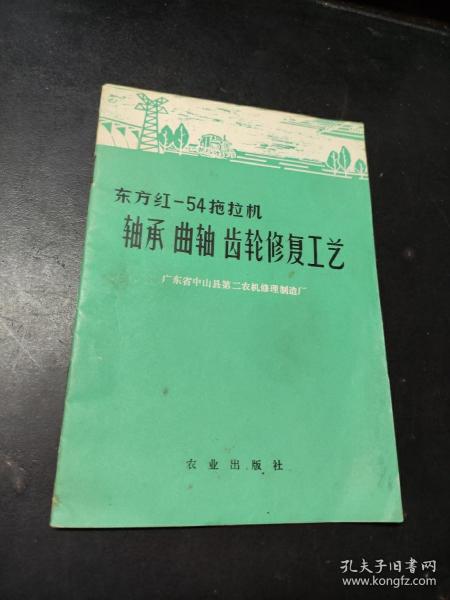 东方红-54拖拉机
轴承 曲轴 齿轮修复工艺
广东省中山县第二农机修理制造厂
农业出版社
孔夫子旧书网
www.kongfz.com